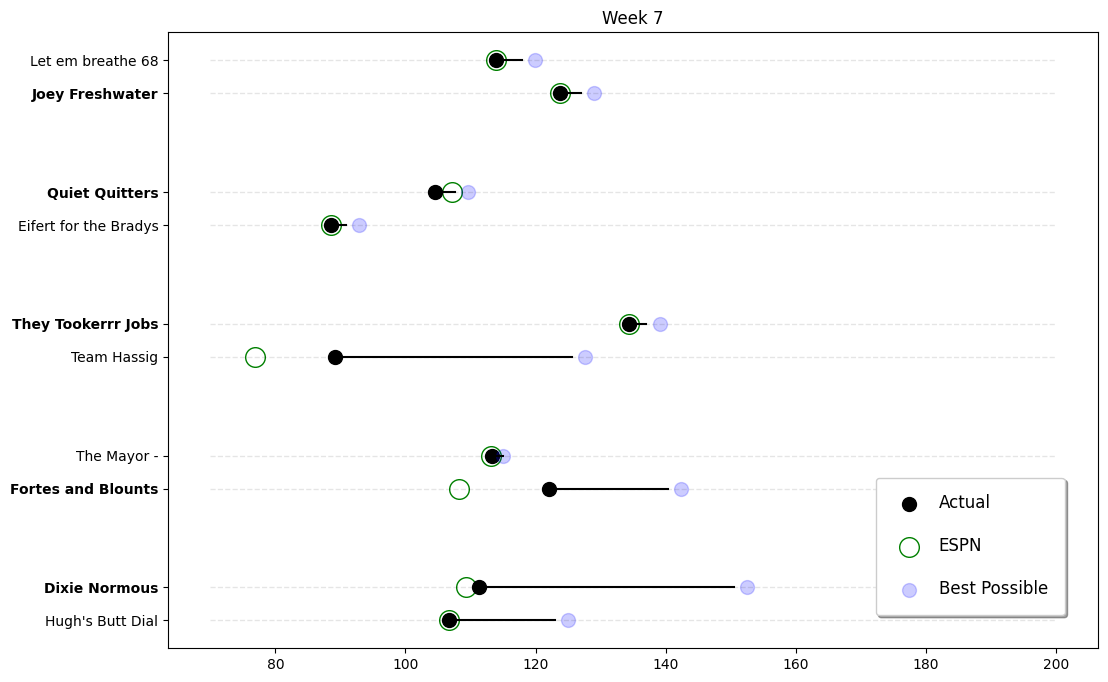 Week 7
Let em breathe 68
Joey Freshwater
Quiet Quitters
Eifert for the Bradys
They Tookerrr Jobs
Team Hassig
The Mayor -
Fortes and Blounts
Dixie Normous
Hugh's Butt Dial
Actual
ESPN
Best Possible
80 100 120 140 160 180 200